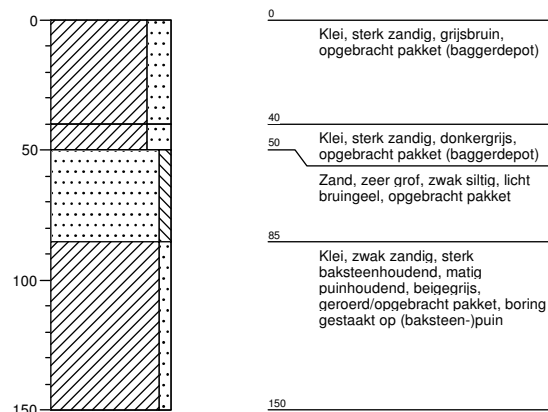 0
50
100
150
0
Klei, sterk zandig, grijsbruin,
opgebracht pakket (baggerdepot)
40
Klei, sterk zandig, donkergrijs,
opgebracht pakket (baggerdepot)
50
Zand, zeer grof, zwak siltig, licht
bruingeel, opgebracht pakket
85
Klei, zwak zandig, sterk
baksteenhoudend, matig
puinhoudend, beigegrijs,
geroerd/opgebracht pakket, boring
gestaakt op (baksteen-)puin
150